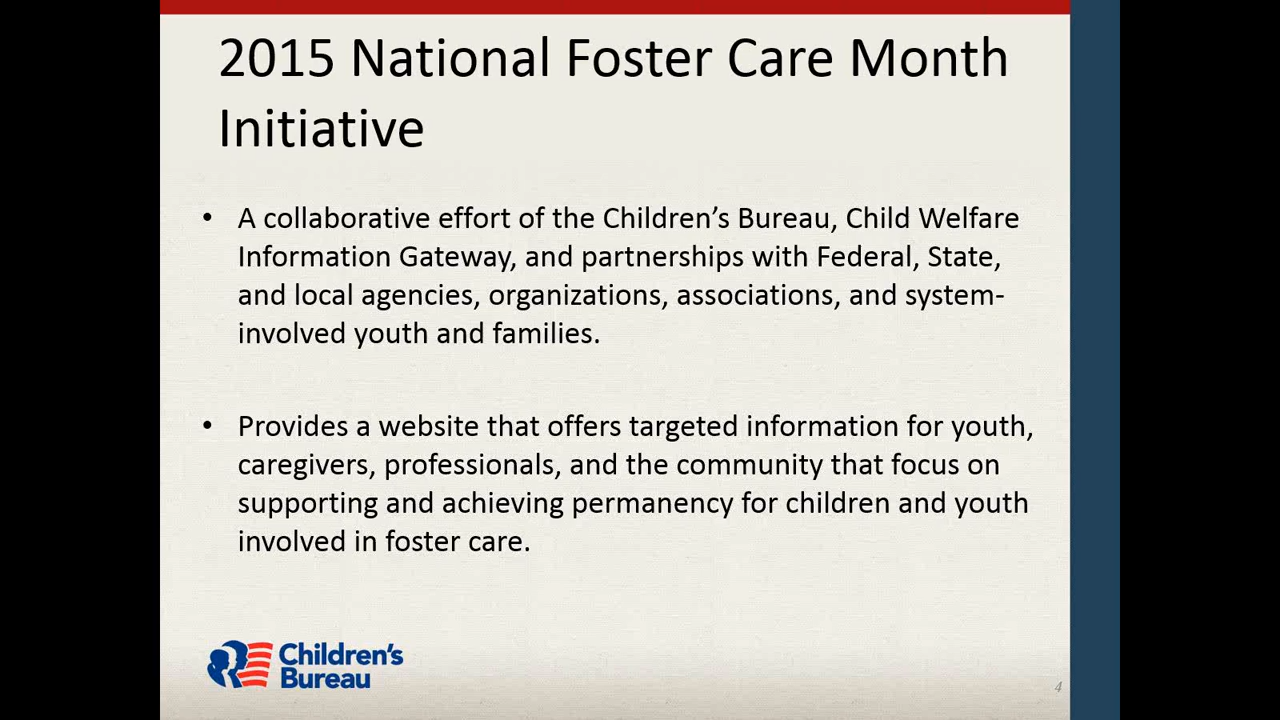 2015 National Foster Care Month
Initiative
• A collaborative effort of the Children’s Bureau, Child Welfare
Information Gateway, and partnerships with Federal, State,
and local agencies, organizations, associations, and system-
involved youth and families.
• Provides a website that offers targeted information for youth,
caregivers, professionals, and the community that focus on
supporting and achieving permanency for children and youth
involved in foster care.
Children’s
Bureau
4